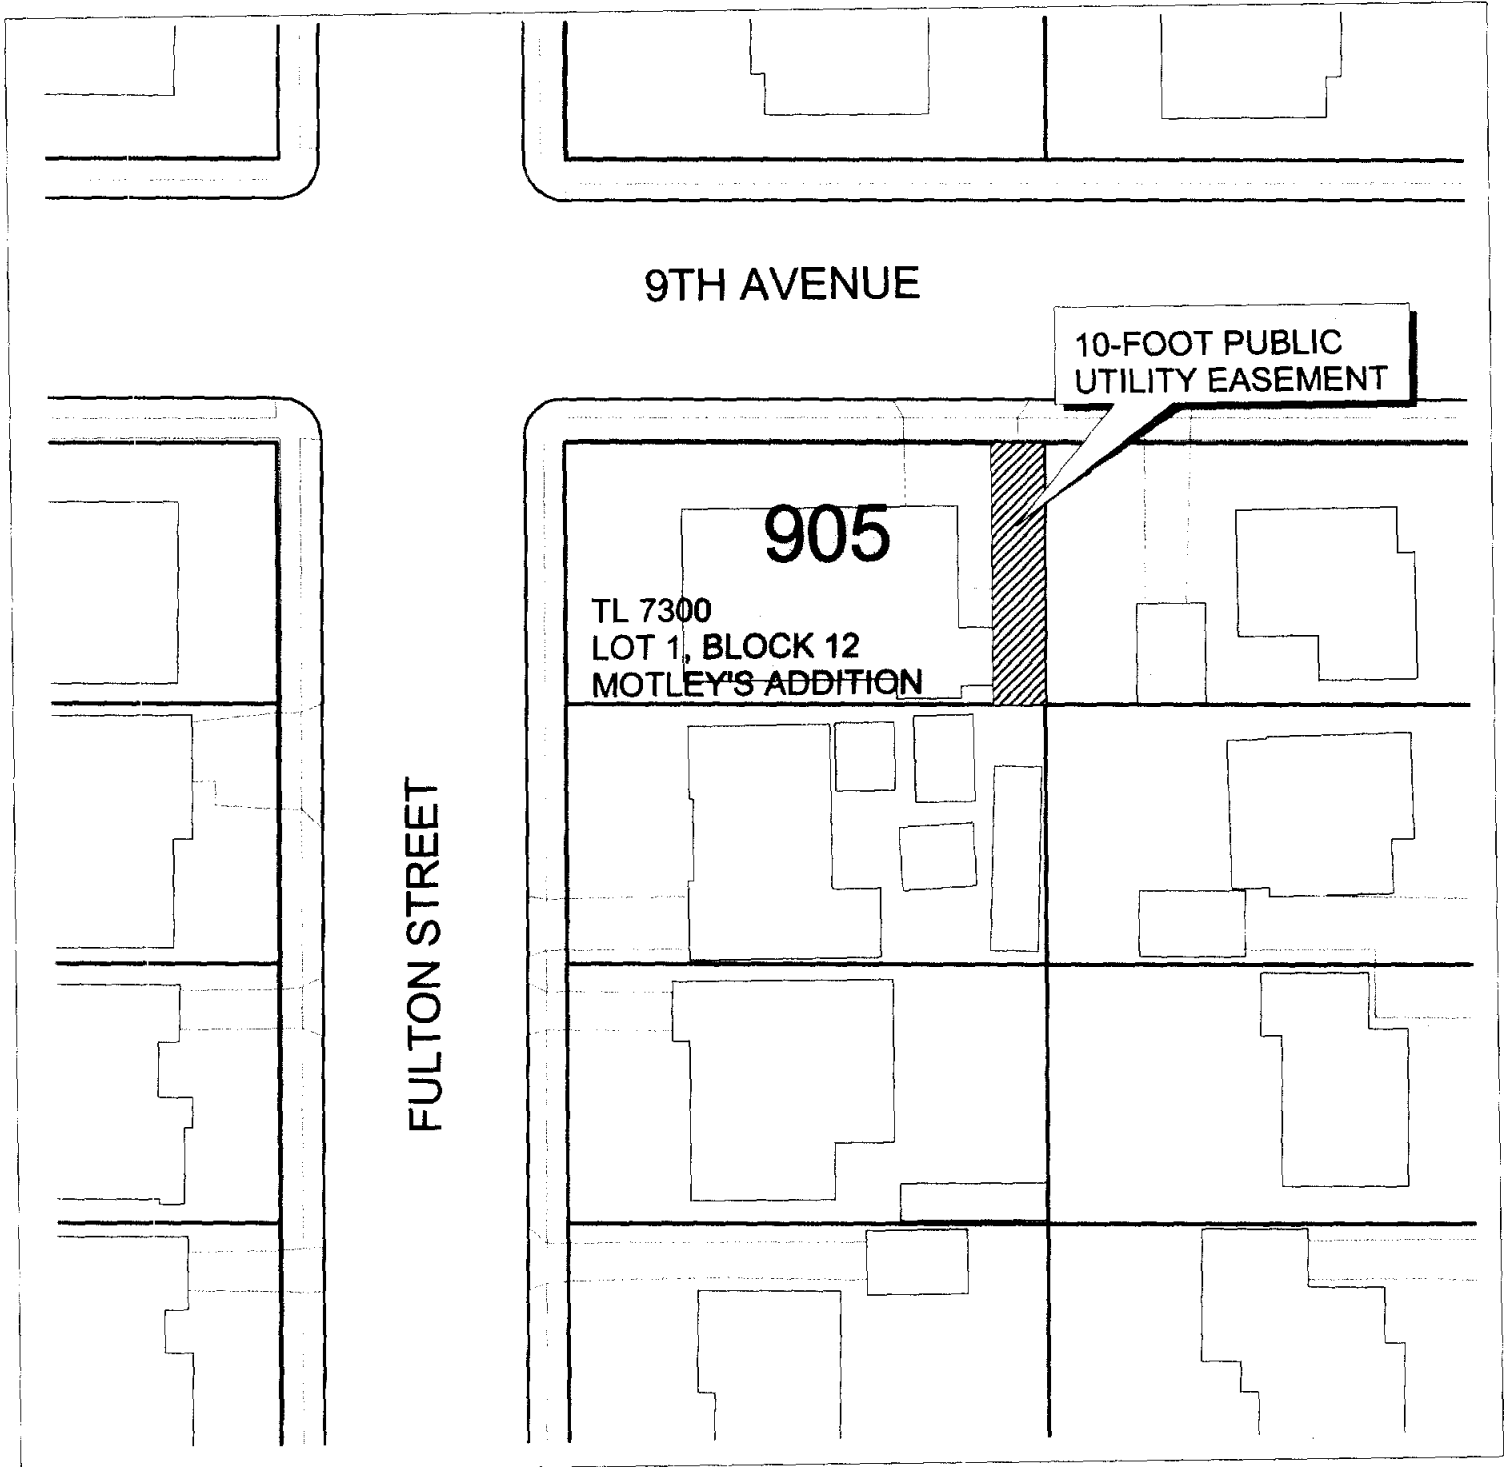 9TH AVENUE
10-FOOT PUBLIC
UTILITY EASEMENT
905
TL 7300
LOT 1, BLOCK 12
MOTLEY'S ADDITION
FULTON STREET